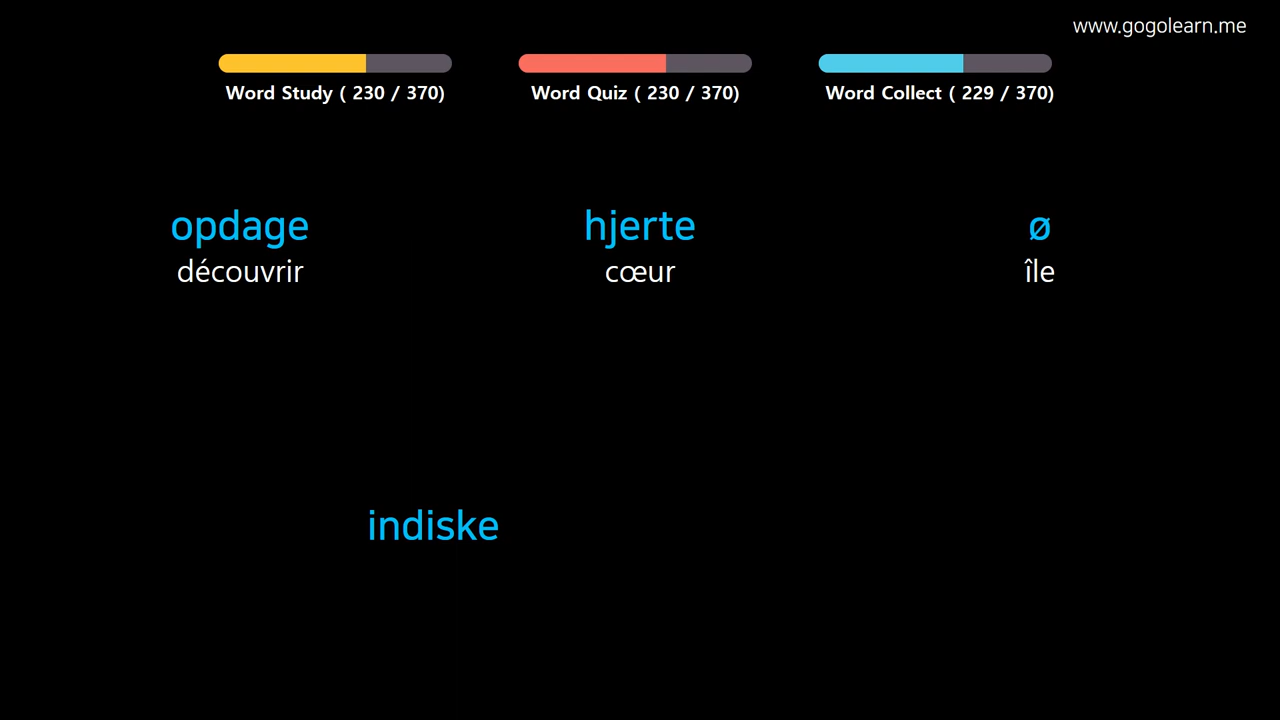 www.gogolearn.me
Word Study ( 230 / 370)
Word Quiz ( 230 / 370)
Word Collect ( 229 / 370)
opdage
découvrir
hjerte
cœur
ø
île
indiske